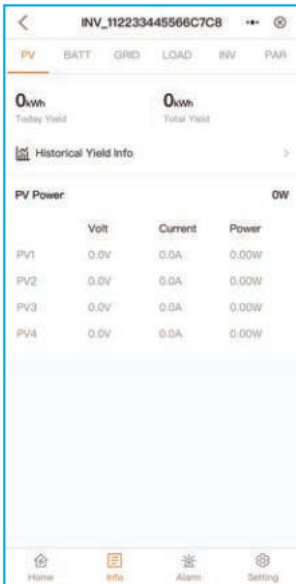 INV_112233445566C7C8
PV BATT GRID LOAD INV PAR
0kWh 0kWh
Today Yield Total Yield
Historical Yield Info
PV Power 0W
Volt Current Power
PV1 0.0V 0.0A 0.00W
PV2 0.0V 0.0A 0.00W
PV3 0.0V 0.0A 0.00W
PV4 0.0V 0.0A 0.00W
Home Info Alarm Setting